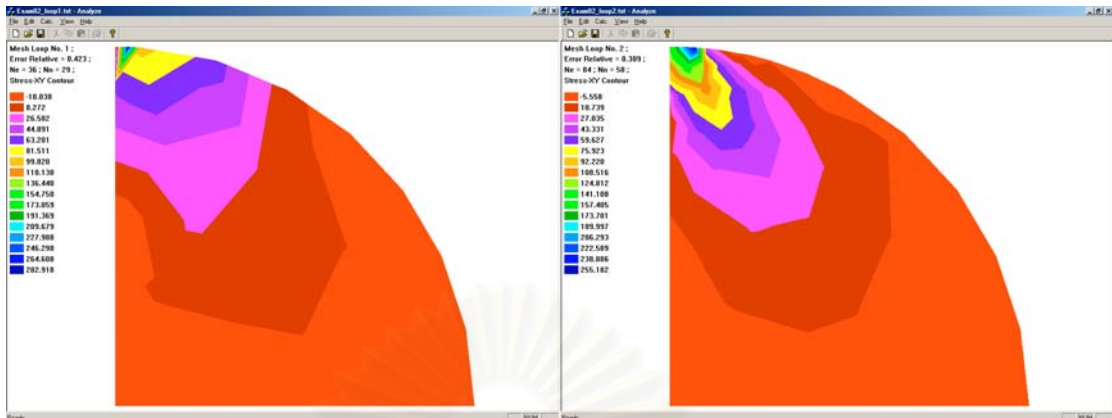 Exam02_loop1.txt - Analyze
File Edit Calc View Help
Mesh Loop No. 1 ;
Error Relative = 0.423 ;
Ne = 36 ; Nn = 29 ;
Stress-XY Contour
-10.038
8.272
26.582
44.891
63.201
81.511
99.820
118.130
136.440
154.750
173.059
191.369
209.679
227.988
246.298
264.608
282.918
Ready
Exam02_loop2.txt - Analyze
File Edit Calc View Help
Mesh Loop No. 2 ;
Error Relative = 0.389 ;
Ne = 84 ; Nn = 58 ;
Stress-XY Contour
-5.558
10.739
27.035
43.331
59.627
75.923
92.220
108.516
124.812
141.108
157.405
173.701
189.997
206.293
222.589
238.886
255.182
Ready